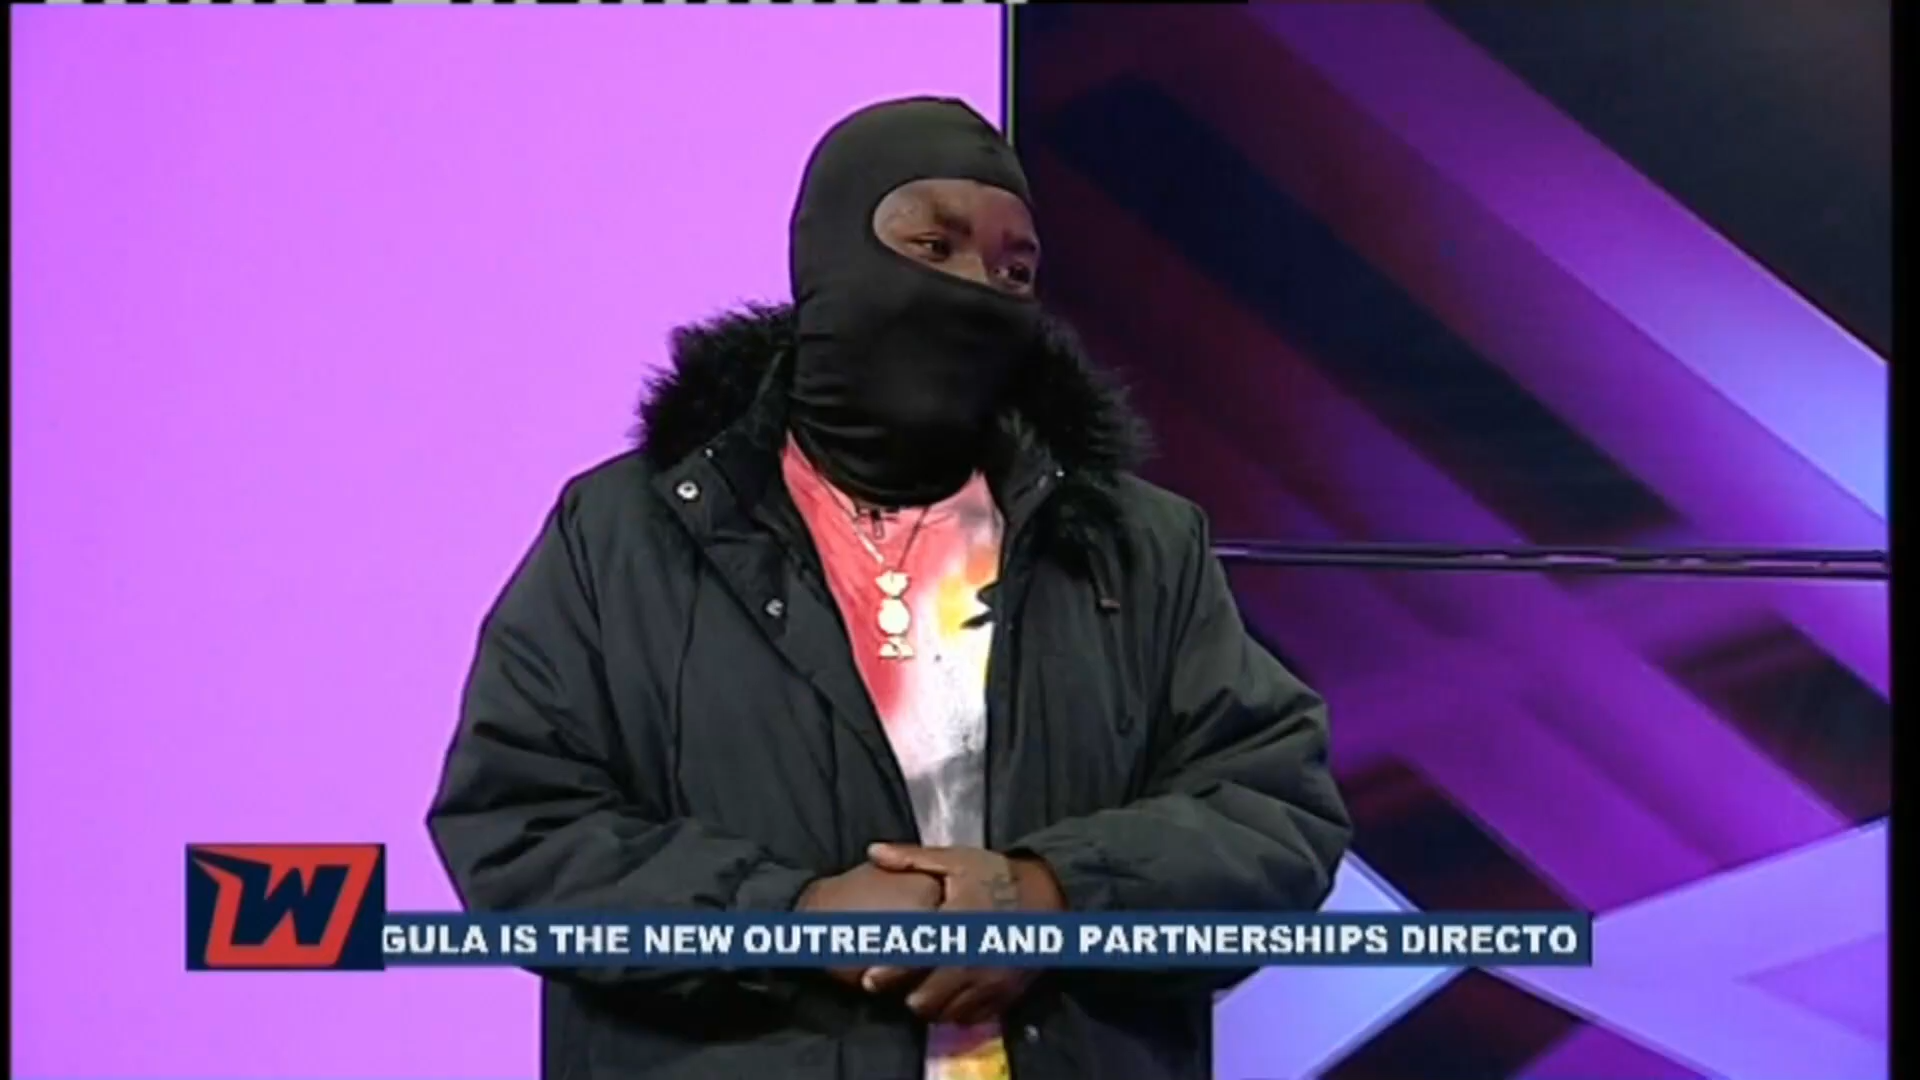 W
GULA IS THE NEW OUTREACH AND PARTNERSHIPS DIRECTO